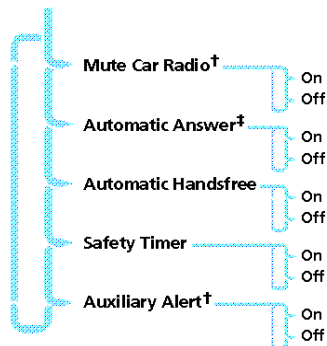 Mute Car Radio†
On
Off
Automatic Answer‡
On
Off
Automatic Handsfree
On
Off
Safety Timer
On
Off
Auxiliary Alert†
On
Off